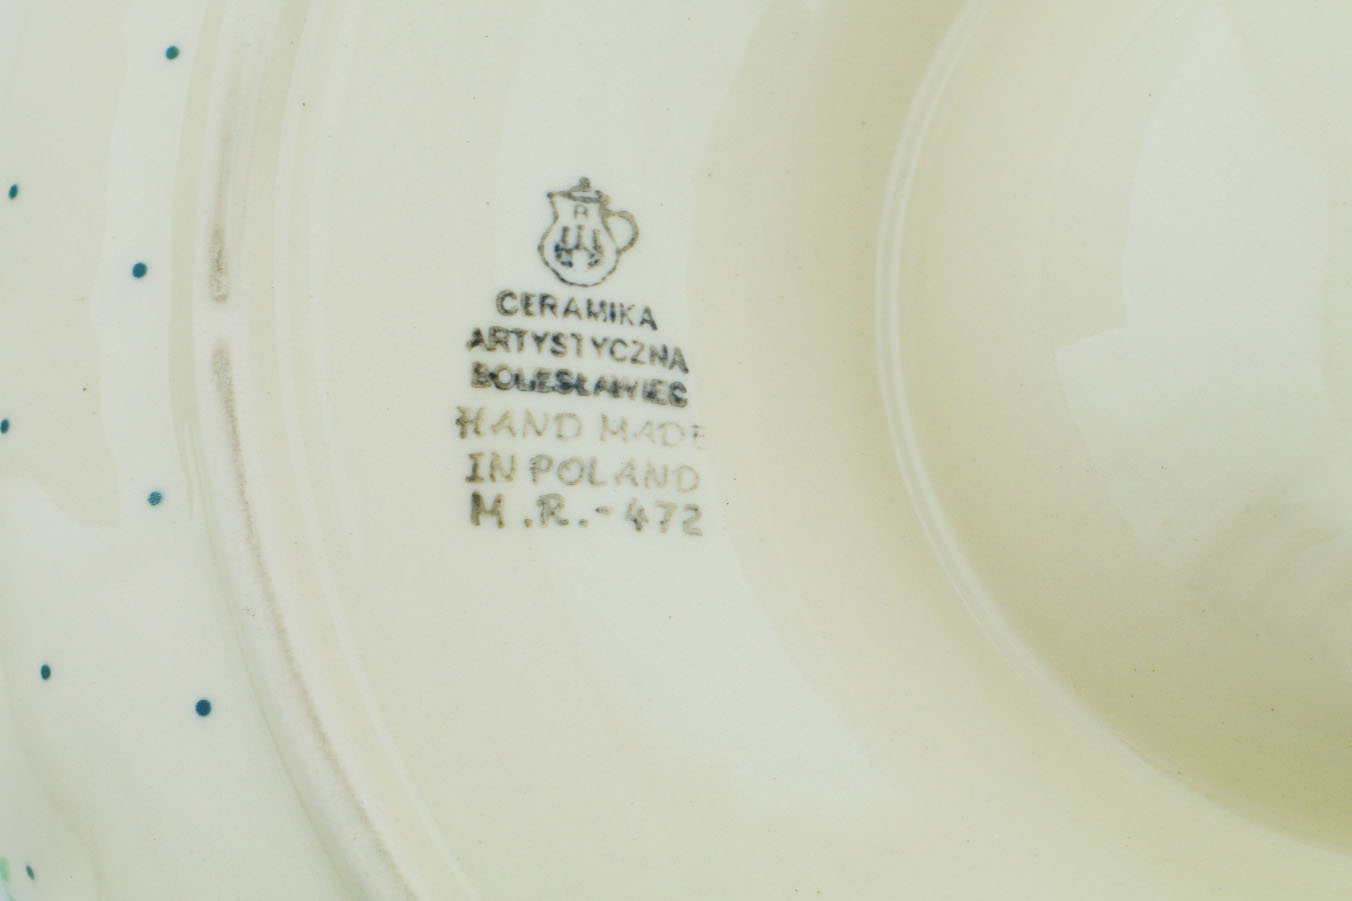 CERAMIKA
ARTYSTYCZNA
BOLESŁAWIEC
HAND MADE
IN POLAND
M.R.-472